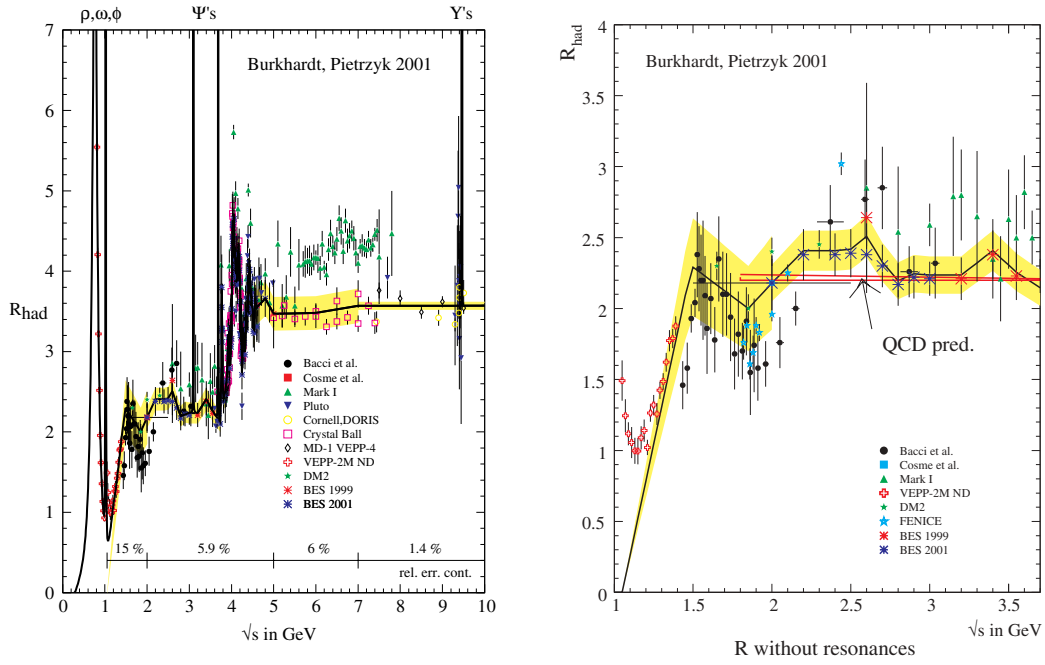 ρ,ω,φ
Ψ's
Υ's
7
6
5
4
3
2
1
0
R_had
Burkhardt, Pietrzyk 2001
Bacci et al.
Cosme et al.
Mark I
Pluto
Cornell,DORIS
Crystal Ball
MD-1 VEPP-4
VEPP-2M ND
DM2
BES 1999
BES 2001
15 %
5.9 %
6 %
1.4 %
rel. err. cont.
0 1 2 3 4 5 6 7 8 9 10
√s in GeV
R_had
4
3.5
3
2.5
2
1.5
1
0.5
0
Burkhardt, Pietrzyk 2001
QCD pred.
Bacci et al.
Cosme et al.
Mark I
VEPP-2M ND
DM2
FENICE
BES 1999
BES 2001
1 1.5 2 2.5 3 3.5
√s in GeV
R without resonances